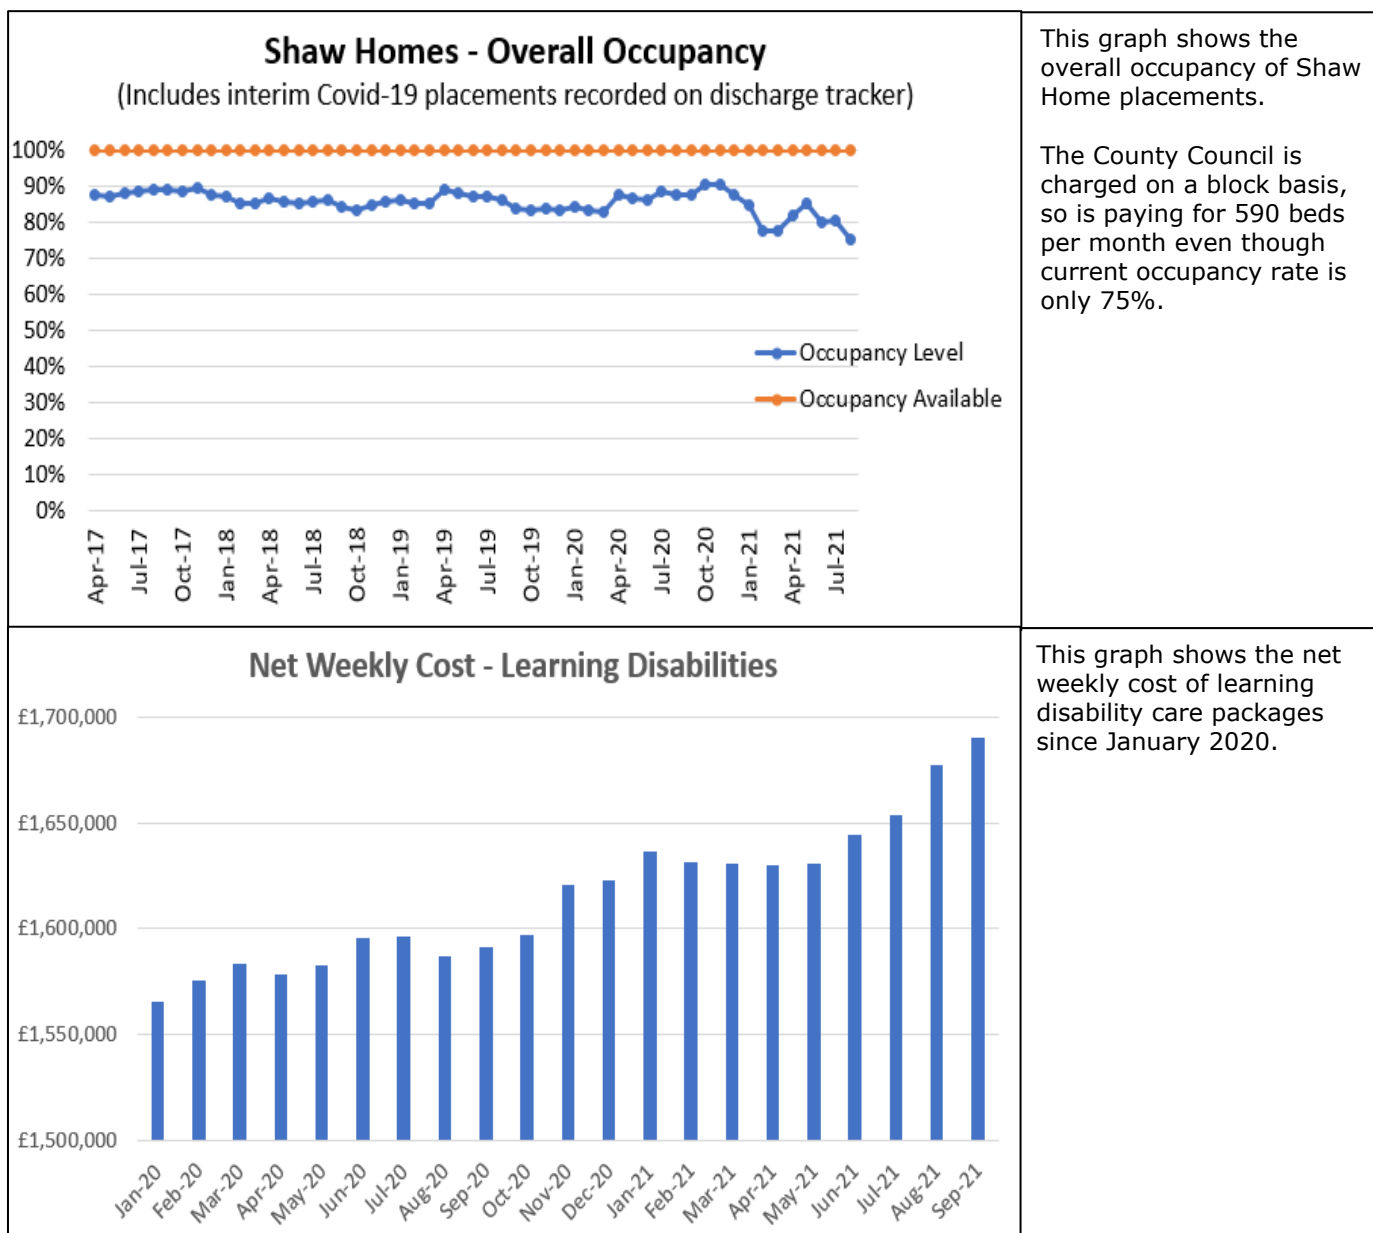 Shaw Homes - Overall Occupancy
(Includes interim Covid-19 placements recorded on discharge tracker)
100%
90%
80%
70%
60%
50%
40%
30%
20%
10%
0%
Occupancy Level
Occupancy Available
Apr-17
Jul-17
Oct-17
Jan-18
Apr-18
Jul-18
Oct-18
Jan-19
Apr-19
Jul-19
Oct-19
Jan-20
Apr-20
Jul-20
Oct-20
Jan-21
Apr-21
Jul-21
This graph shows the
overall occupancy of Shaw
Home placements.
The County Council is
charged on a block basis,
so is paying for 590 beds
per month even though
current occupancy rate is
only 75%.
Net Weekly Cost - Learning Disabilities
£1,700,000
£1,650,000
£1,600,000
£1,550,000
£1,500,000
Jan-20
Feb-20
Mar-20
Apr-20
May-20
Jun-20
Jul-20
Aug-20
Sep-20
Oct-20
Nov-20
Dec-20
Jan-21
Feb-21
Mar-21
Apr-21
May-21
Jun-21
Jul-21
Aug-21
Sep-21
This graph shows the net
weekly cost of learning
disability care packages
since January 2020.